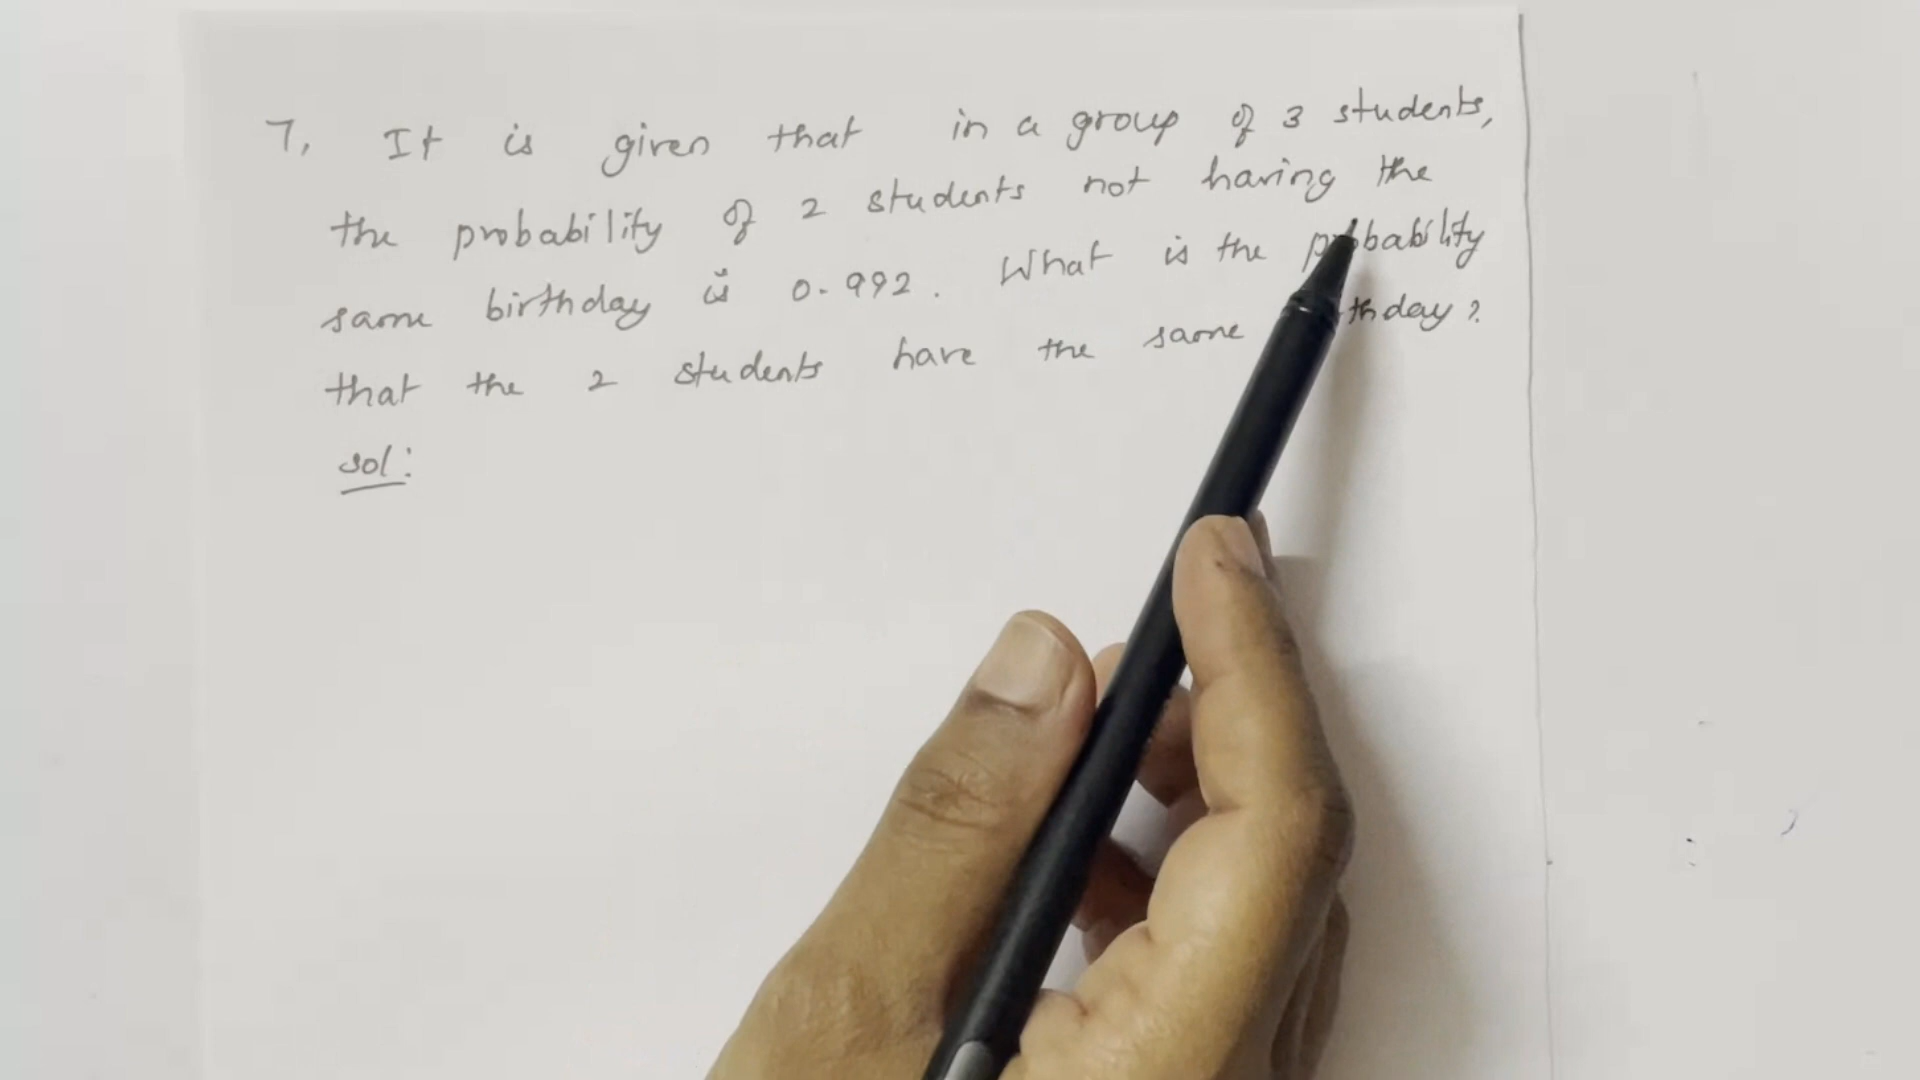 7, It is given that in a group of 3 students,
the probability of 2 students not having the
same birthday is 0.992. What is the probability
that the 2 students have the same thday?
sol: